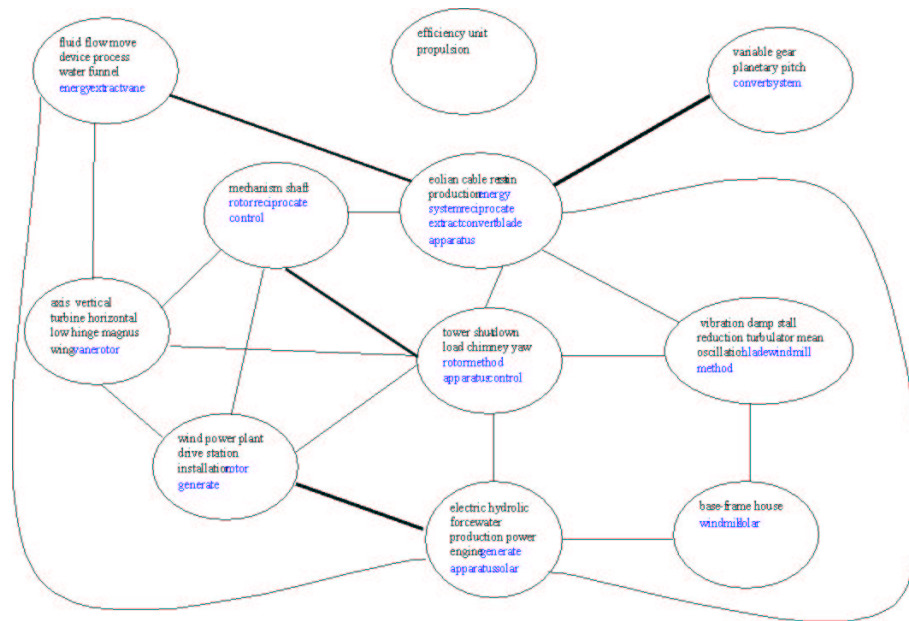 fluid flow move
device process
water funnel
energyextractvane
efficiency unit
propulsion
variable gear
planetary pitch
convertsystem
mechanism shaft
rotorreciprocate
control
eolian cable
productionenergy
systemreciprocate
extractconvertblade
apparatus
axis vertical
turbine horizontal
low hinge magnus
wingvanerotor
tower shutdown
load chimney yaw
rotormethod
apparatuscontrol
vibration damp stall
reduction turbulator mean
oscillatiobladewindmill
method
wind power plant
drive station
installationrotor
generate
electric hydrolic
forcewater
production power
enginegenerate
apparatussolar
base-frame house
windmillsolar